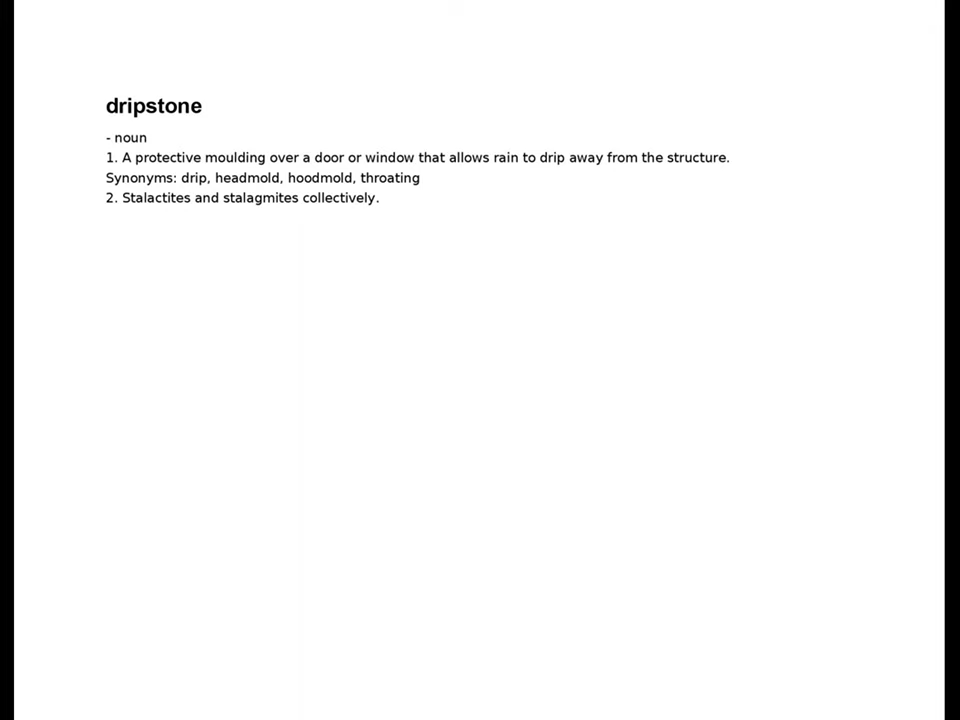 dripstone
- noun
1. A protective moulding over a door or window that allows rain to drip away from the structure.
Synonyms: drip, headmold, hoodmold, throating
2. Stalactites and stalagmites collectively.